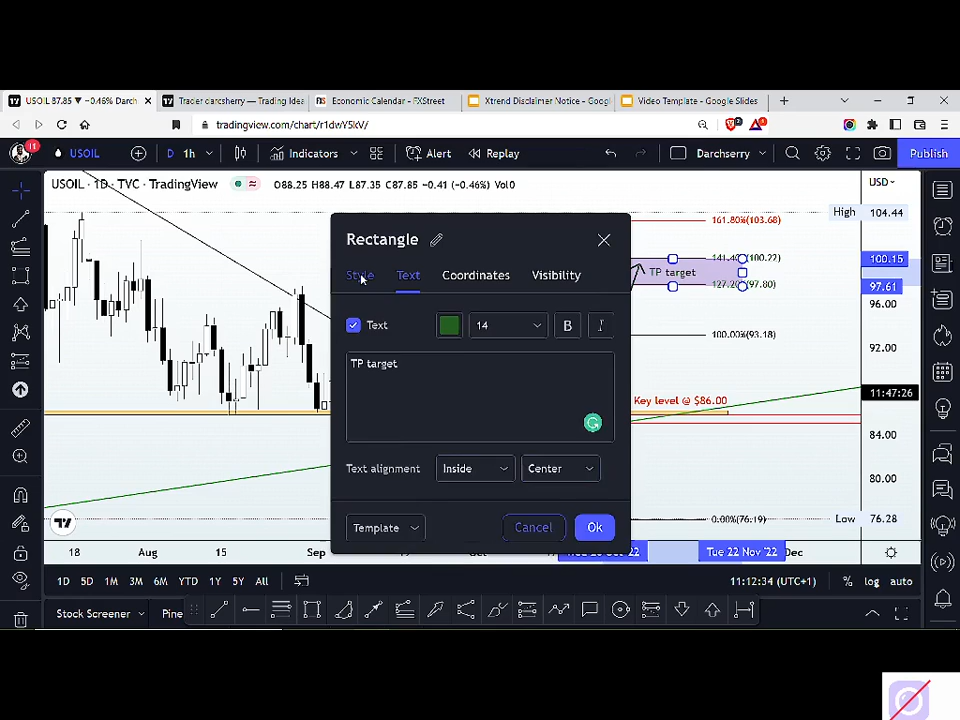 USOIL 87.85 ▼ −0.46% Darch
Trader darcsherry — Trading Idea
Economic Calendar - FXStreet
Xtrend Disclaimer Notice - Googl
Video Template - Google Slides
tradingview.com/chart/r1dwY5kV/
11 USOIL D 1h Indicators Alert Replay Darchserry Publish
USOIL · 1D · TVC · TradingView O88.25 H88.47 L87.35 C87.85 −0.41 (−0.46%) Vol0 USD
High 104.44
161.80%(103.68)
Rectangle
141.40%(100.22) 100.15
Style Text Coordinates Visibility
TP target
127.20%(97.80) 97.61
96.00
Text 14 B I
100.00%(93.18)
92.00
TP target
11:47:26
Key level @ $86.00
84.00
Text alignment Inside Center
80.00
0.00%(76.19) Low 76.28
Template Cancel Ok
18 Aug 15 Sep Oct Tue 22 Nov '22 Dec
1D 5D 1M 3M 6M YTD 1Y 5Y All 11:12:34 (UTC+1) % log auto
Stock Screener Pine